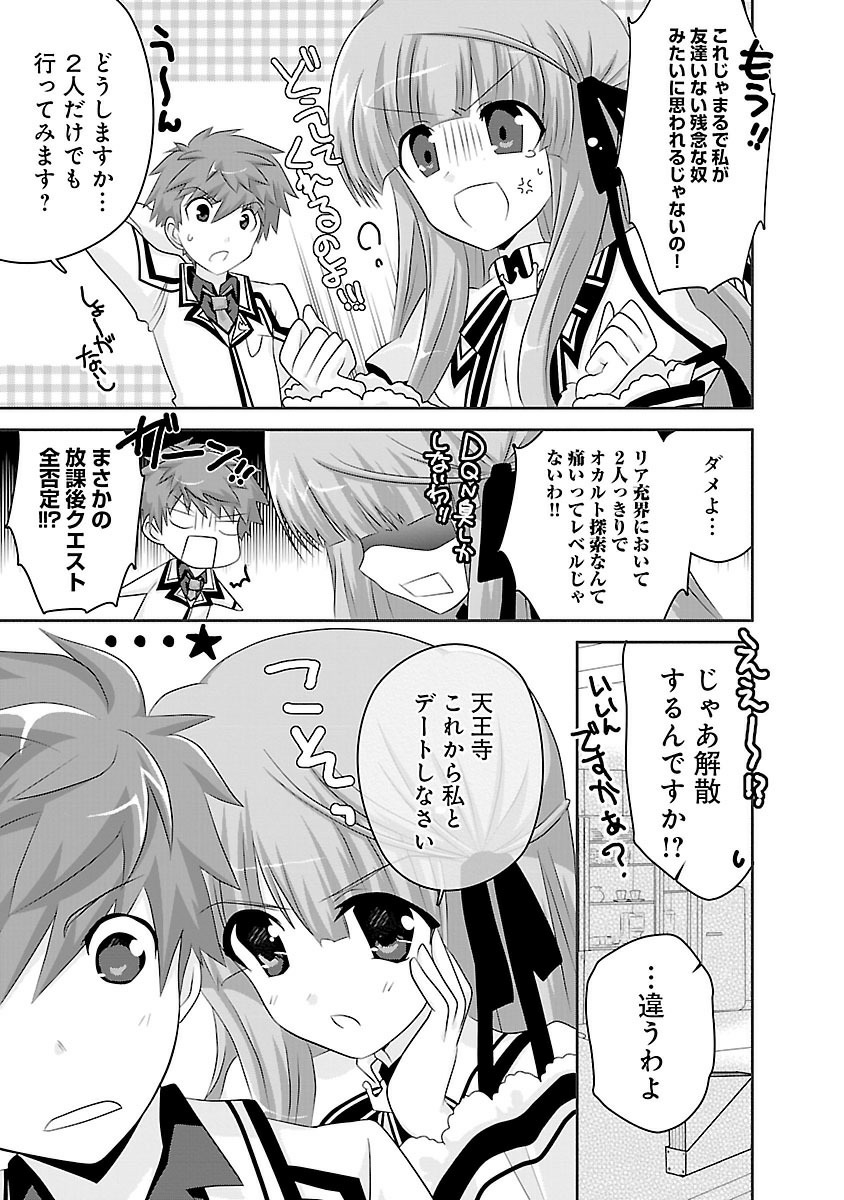 もう!!
これじゃまるで私が
友達いない残念な奴
みたいに思われるじゃないの!
どうして
くれるのよ!!!
う～～ん
どうしますか…
2人だけでも
行ってみます?
しょーがないし
ダメよ…
リア充界において
2人っきりで
オカルト探索なんて
痛いってレベルじゃ
ないわ!!
DQN臭しか
しないわ!!
ガーン!!
まさかの
放課後クエスト
全否定!!?
ええ～!?
じゃあ解散
するんですか!?
いいん
ですかぁ?
…違うわよ
天王寺
これから私と
デートしなさい
…★
にこーっ